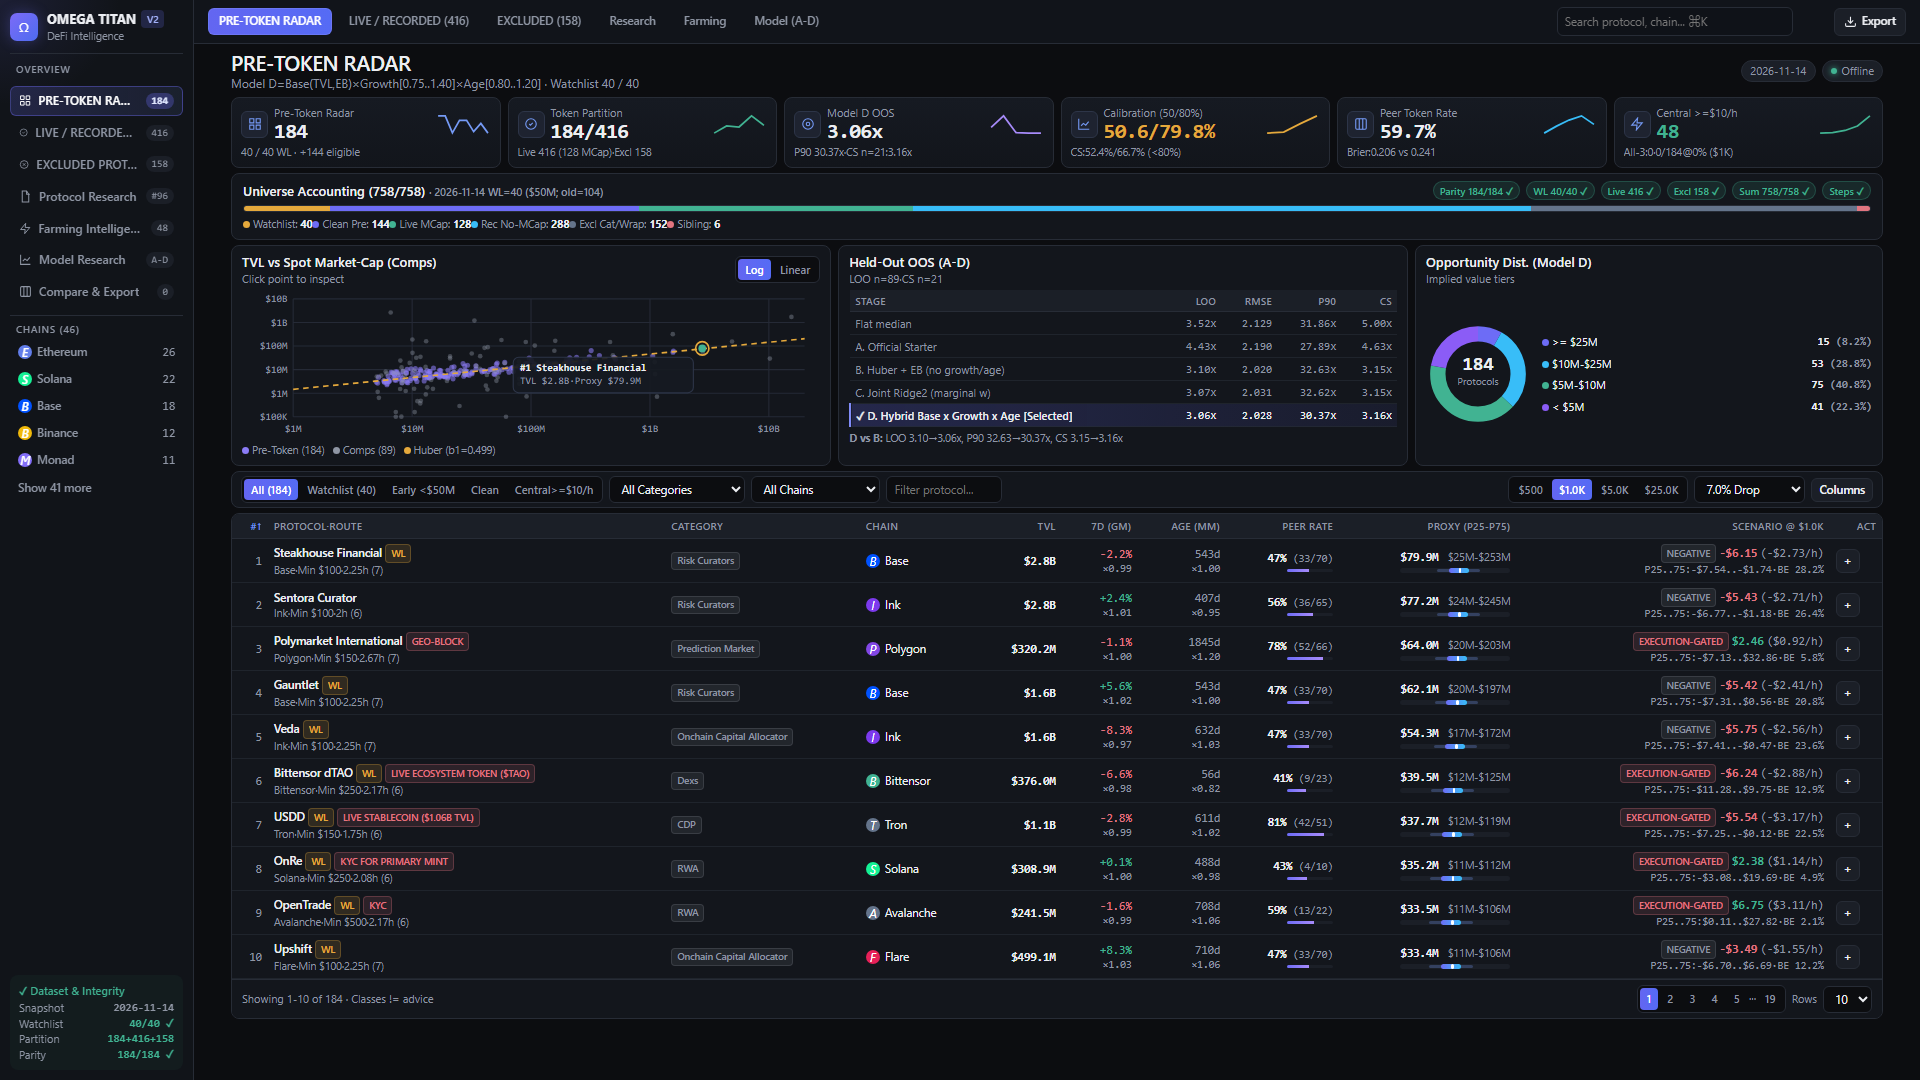 Ω OMEGA TITAN V2
DeFi Intelligence
OVERVIEW
PRE-TOKEN RA... 184
LIVE / RECORDE... 416
EXCLUDED PROT... 158
Protocol Research #96
Farming Intellige... 48
Model Research A-D
Compare & Export 0
CHAINS (46)
E Ethereum 26
S Solana 22
B Base 18
B Binance 12
M Monad 11
Show 41 more
✓ Dataset & Integrity
Snapshot 2026-11-14
Watchlist 40/40 ✓
Partition 184+416+158
Parity 184/184 ✓
PRE-TOKEN RADAR LIVE / RECORDED (416) EXCLUDED (158) Research Farming Model (A-D) Search protocol, chain... ⌘K Export
PRE-TOKEN RADAR
Model D=Base(TVL,EB)×Growth[0.75..1.40]×Age[0.80..1.20] · Watchlist 40 / 40
2026-11-14 Offline
Pre-Token Radar
184
40 / 40 WL · +144 eligible
Token Partition
184/416
Live 416 (128 MCap)·Excl 158
Model D OOS
3.06x
P90 30.37x·CS n=21:3.16x
Calibration (50/80%)
50.6/79.8%
CS:52.4%/66.7% (<80%)
Peer Token Rate
59.7%
Brier:0.206 vs 0.241
Central >=$10/h
48
All-3:0·0/184@0% ($1K)
Universe Accounting (758/758) · 2026-11-14 WL=40 ($50M; old=104)
Parity 184/184 ✓ WL 40/40 ✓ Live 416 ✓ Excl 158 ✓ Sum 758/758 ✓ Steps ✓
Watchlist: 40 Clean Pre: 144 Live MCap: 128 Rec No-MCap: 288 Excl Cat/Wrap: 152 Sibling: 6
TVL vs Spot Market-Cap (Comps)
Click point to inspect
Log Linear
$10B
$1B
$100M
$10M
$1M
$100K
#1 Steakhouse Financial
TVL $2.8B·Proxy $79.9M
$1M $10M $100M $1B $10B
Pre-Token (184) Comps (89) Huber (b1=0.499)
Held-Out OOS (A-D)
LOO n=89·CS n=21
STAGE LOO RMSE P90 CS
Flat median 3.52x 2.129 31.86x 5.00x
A. Official Starter 4.43x 2.190 27.89x 4.63x
B. Huber + EB (no growth/age) 3.10x 2.020 32.63x 3.15x
C. Joint Ridge2 (marginal w) 3.07x 2.031 32.62x 3.15x
✓ D. Hybrid Base x Growth x Age [Selected] 3.06x 2.028 30.37x 3.16x
D vs B: LOO 3.10→3.06x, P90 32.63→30.37x, CS 3.15→3.16x
Opportunity Dist. (Model D)
Implied value tiers
184
Protocols
>= $25M 15 (8.2%)
$10M-$25M 53 (28.8%)
$5M-$10M 75 (40.8%)
< $5M 41 (22.3%)
All (184) Watchlist (40) Early <$50M Clean Central>=$10/h All Categories All Chains Filter protocol... $500 $1.0K $5.0K $25.0K 7.0% Drop Columns
#↑ PROTOCOL·ROUTE CATEGORY CHAIN TVL 7D (GM) AGE (MM) PEER RATE PROXY (P25-P75) SCENARIO @ $1.0K ACT
1 Steakhouse Financial WL Risk Curators B Base $2.8B -2.2% 543d 47% (33/70) $79.9M $25M-$253M NEGATIVE -$6.15 (-$2.73/h) +
Base·Min $100·2.25h (7) ×0.99 ×1.00 P25..75:-$7.54..-$1.74·BE 28.2%
2 Sentora Curator Risk Curators I Ink $2.8B +2.4% 407d 56% (36/65) $77.2M $24M-$245M NEGATIVE -$5.43 (-$2.71/h) +
Ink·Min $100·2h (6) ×1.01 ×0.95 P25..75:-$6.77..-$1.18·BE 26.4%
3 Polymarket International GEO-BLOCK Prediction Market P Polygon $320.2M -1.1% 1845d 78% (52/66) $64.0M $20M-$203M EXECUTION-GATED $2.46 ($0.92/h) +
Polygon·Min $150·2.67h (7) ×1.00 ×1.20 P25..75:-$7.13..$32.86·BE 5.8%
4 Gauntlet WL Risk Curators B Base $1.6B +5.6% 543d 47% (33/70) $62.1M $20M-$197M NEGATIVE -$5.42 (-$2.41/h) +
Base·Min $100·2.25h (7) ×1.02 ×1.00 P25..75:-$7.31..$0.56·BE 20.8%
5 Veda WL Onchain Capital Allocator I Ink $1.6B -8.3% 632d 47% (33/70) $54.3M $17M-$172M NEGATIVE -$5.75 (-$2.56/h) +
Ink·Min $100·2.25h (7) ×0.97 ×1.03 P25..75:-$7.41..-$0.47·BE 23.6%
6 Bittensor dTAO WL LIVE ECOSYSTEM TOKEN ($TAO) Dexs B Bittensor $376.0M -6.6% 56d 41% (9/23) $39.5M $12M-$125M EXECUTION-GATED -$6.24 (-$2.88/h) +
Bittensor·Min $250·2.17h (6) ×0.98 ×0.82 P25..75:-$11.28..$9.75·BE 12.9%
7 USDD WL LIVE STABLECOIN ($1.06B TVL) CDP T Tron $1.1B -2.8% 611d 81% (42/51) $37.7M $12M-$119M EXECUTION-GATED -$5.54 (-$3.17/h) +
Tron·Min $150·1.75h (6) ×0.99 ×1.02 P25..75:-$7.25..-$0.12·BE 22.5%
8 OnRe WL KYC FOR PRIMARY MINT RWA S Solana $308.9M +0.1% 488d 43% (4/10) $35.2M $11M-$112M EXECUTION-GATED $2.38 ($1.14/h) +
Solana·Min $250·2.08h (6) ×1.00 ×0.98 P25..75:-$3.08..$19.69·BE 4.9%
9 OpenTrade WL KYC RWA A Avalanche $241.5M -1.6% 708d 59% (13/22) $33.5M $11M-$106M EXECUTION-GATED $6.75 ($3.11/h) +
Avalanche·Min $500·2.17h (6) ×0.99 ×1.06 P25..75:$0.11..$27.82·BE 2.1%
10 Upshift WL Onchain Capital Allocator F Flare $499.1M +8.3% 710d 47% (33/70) $33.4M $11M-$106M NEGATIVE -$3.49 (-$1.55/h) +
Flare·Min $100·2.25h (7) ×1.03 ×1.06 P25..75:-$6.70..$6.69·BE 12.2%
Showing 1-10 of 184 · Classes != advice
1 2 3 4 5 ··· 19 Rows 10